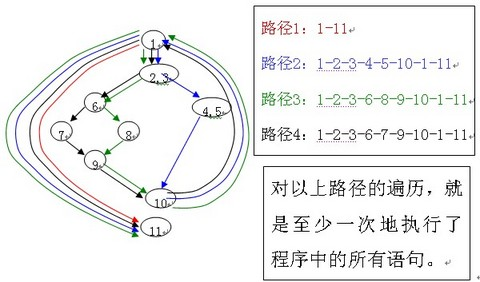 1
2,3
6
4,5
7
8
9
10
11
路径1：1-11
路径2：1-2-3-4-5-10-1-11
路径3：1-2-3-6-8-9-10-1-11
路径4：1-2-3-6-7-9-10-1-11
对以上路径的遍历，就
是至少一次地执行了
程序中的所有语句。